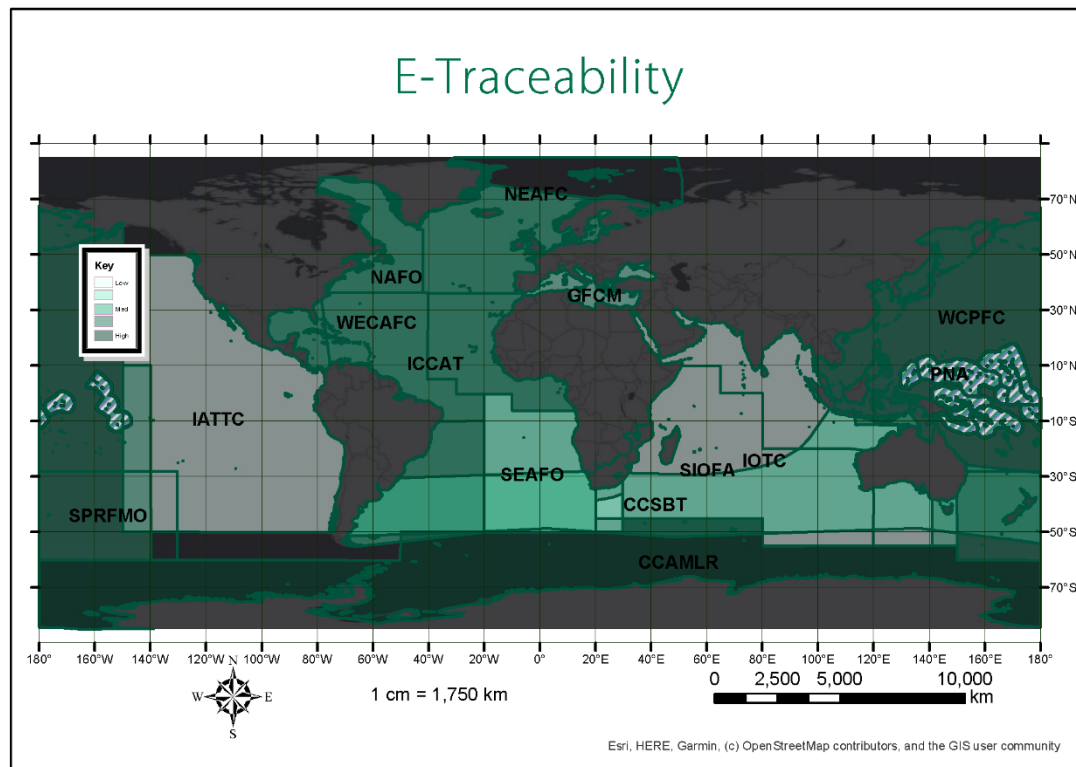 E-Traceability
NEAFC
70°N
Key
Low
Med
High
50°N
NAFO
GFCM
30°N
WECAFC
WCPFC
ICCAT
10°N
PNA
IATTC
10°S
SEAFO
SIOFA
IOTC
30°S
SPRFMO
CCSBT
50°S
CCAMLR
70°S
180° 160°W 140°W 120°W 100°W 80°W 60°W 40°W 20°W 0° 20°E 40°E 60°E 80°E 100°E 120°E 140°E 160°E 180°
N
W E
S
1 cm = 1,750 km
0 2,500 5,000 10,000
km
Esri, HERE, Garmin, (c) OpenStreetMap contributors, and the GIS user community